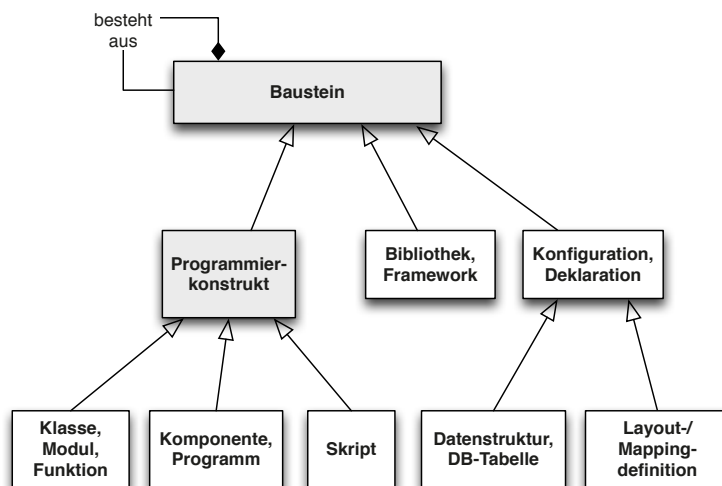 besteht
aus
Baustein
Programmier-
konstrukt
Bibliothek,
Framework
Konfiguration,
Deklaration
Klasse,
Modul,
Funktion
Komponente,
Programm
Skript
Datenstruktur,
DB-Tabelle
Layout-/
Mapping-
definition